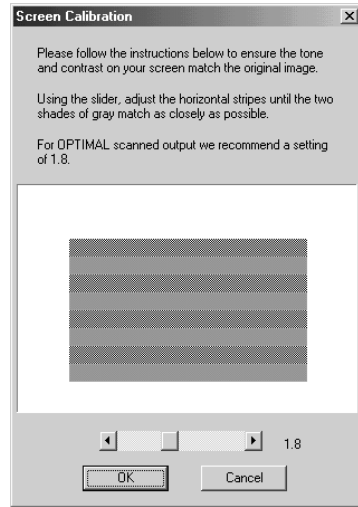 Screen Calibration
Please follow the instructions below to ensure the tone
and contrast on your screen match the original image.
Using the slider, adjust the horizontal stripes until the two
shades of gray match as closely as possible.
For OPTIMAL scanned output we recommend a setting
of 1.8.
1.8
OK
Cancel